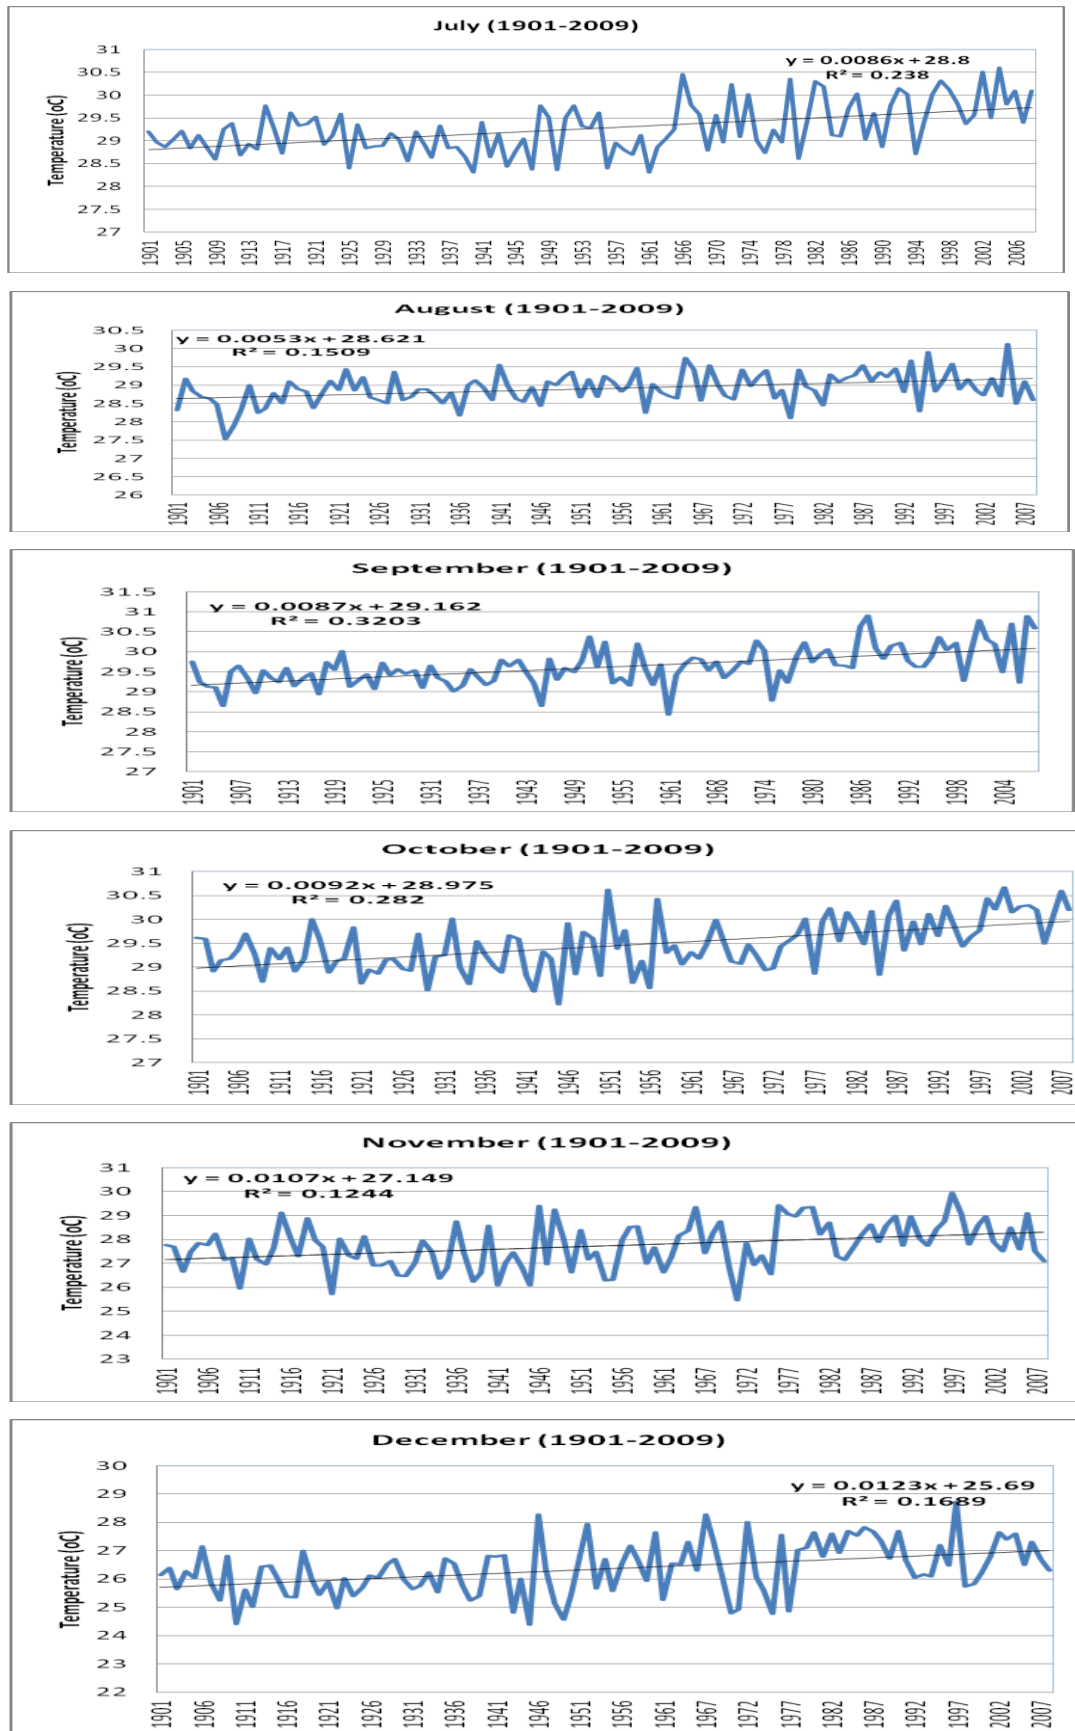 July (1901-2009)
y = 0.0086x + 28.8
R² = 0.238
Temperature (oC)
31
30.5
30
29.5
29
28.5
28
27.5
27
1901 1905 1909 1913 1917 1921 1925 1929 1933 1937 1941 1945 1949 1953 1957 1961 1966 1970 1974 1978 1982 1986 1990 1994 1998 2002 2006
August (1901-2009)
y = 0.0053x + 28.621
R² = 0.1509
Temperature (oC)
30.5
30
29.5
29
28.5
28
27.5
27
26.5
26
1901 1906 1911 1916 1921 1926 1931 1936 1941 1946 1951 1956 1961 1967 1972 1977 1982 1987 1992 1997 2002 2007
September (1901-2009)
y = 0.0087x + 29.162
R² = 0.3203
Temperature (oC)
31.5
31
30.5
30
29.5
29
28.5
28
27.5
27
1901 1907 1913 1919 1925 1931 1937 1943 1949 1955 1961 1968 1974 1980 1986 1992 1998 2004
October (1901-2009)
y = 0.0092x + 28.975
R² = 0.282
Temperature (oC)
31
30.5
30
29.5
29
28.5
28
27.5
27
1901 1906 1911 1916 1921 1926 1931 1936 1941 1946 1951 1956 1961 1967 1972 1977 1982 1987 1992 1997 2002 2007
November (1901-2009)
y = 0.0107x + 27.149
R² = 0.1244
Temperature (oC)
31
30
29
28
27
26
25
24
23
1901 1906 1911 1916 1921 1926 1931 1936 1941 1946 1951 1956 1961 1967 1972 1977 1982 1987 1992 1997 2002 2007
December (1901-2009)
y = 0.0123x + 25.69
R² = 0.1689
Temperature (oC)
30
29
28
27
26
25
24
23
22
1901 1906 1911 1916 1921 1926 1931 1936 1941 1946 1951 1956 1961 1967 1972 1977 1982 1987 1992 1997 2002 2007